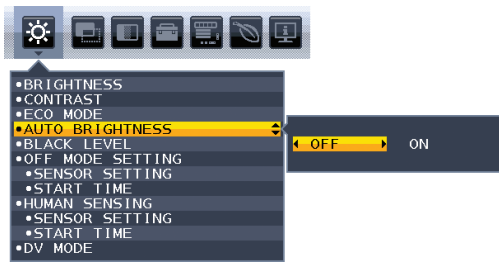 •BRIGHTNESS
•CONTRAST
•ECO MODE
•AUTO BRIGHTNESS
OFF ON
•BLACK LEVEL
•OFF MODE SETTING
•SENSOR SETTING
•START TIME
•HUMAN SENSING
•SENSOR SETTING
•START TIME
•DV MODE